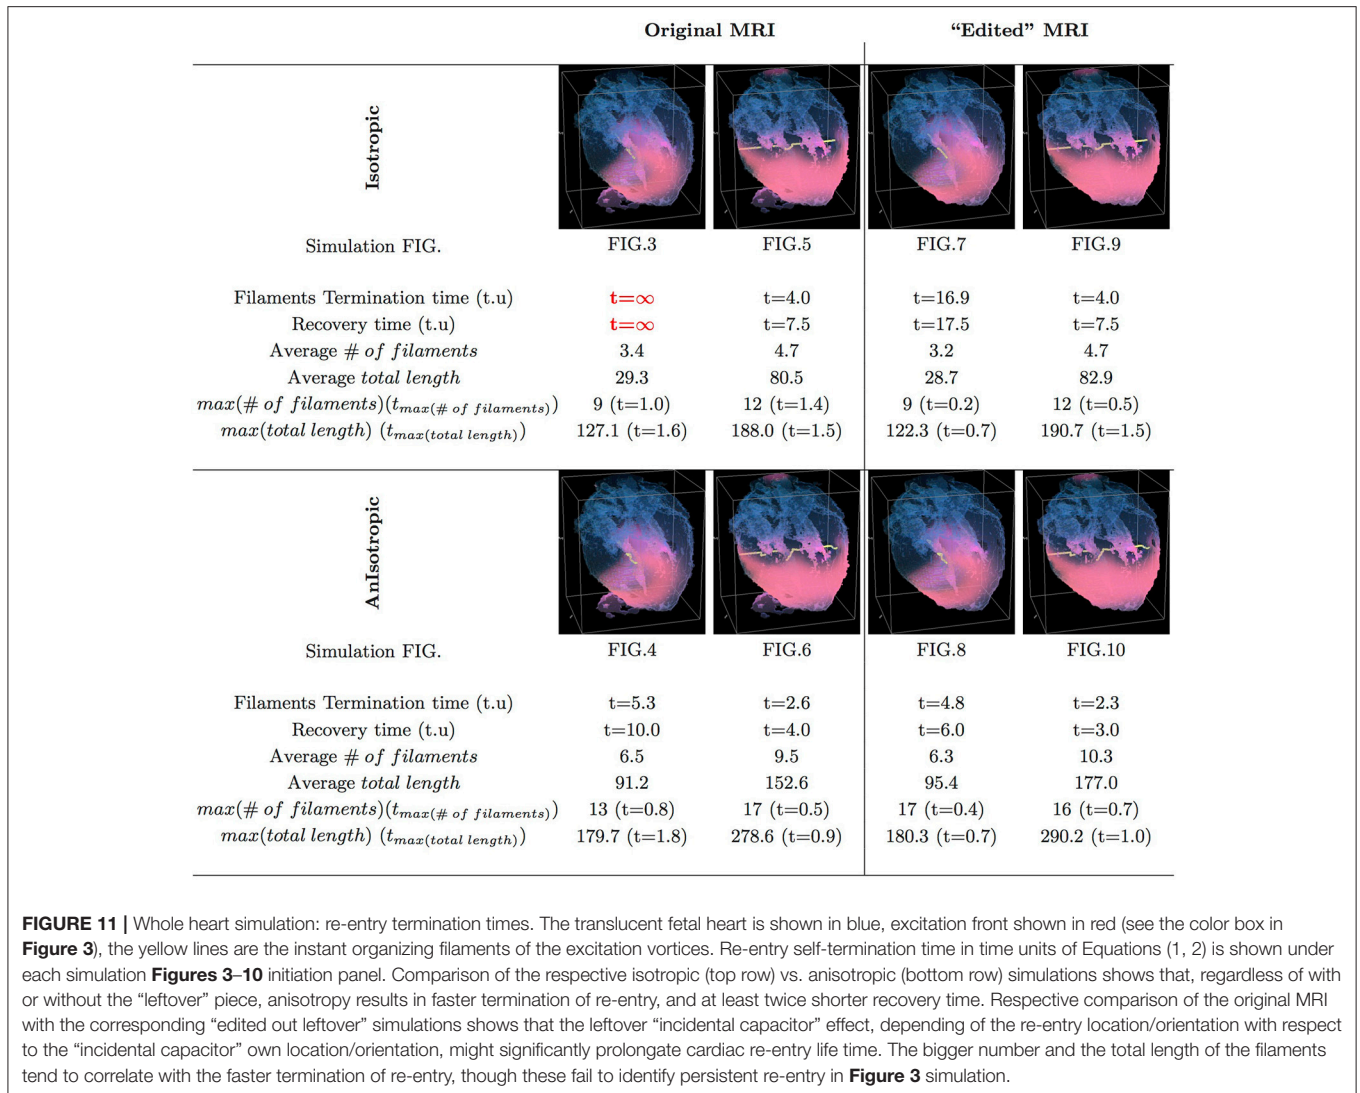 Original MRI “Edited” MRI
Isotropic
Simulation FIG. FIG.3 FIG.5 FIG.7 FIG.9
Filaments Termination time (t.u) t=∞ t=4.0 t=16.9 t=4.0
Recovery time (t.u) t=∞ t=7.5 t=17.5 t=7.5
Average # of filaments 3.4 4.7 3.2 4.7
Average total length 29.3 80.5 28.7 82.9
max(# of filaments)(t_max(# of filaments)) 9 (t=1.0) 12 (t=1.4) 9 (t=0.2) 12 (t=0.5)
max(total length) (t_max(total length)) 127.1 (t=1.6) 188.0 (t=1.5) 122.3 (t=0.7) 190.7 (t=1.5)
AnIsotropic
Simulation FIG. FIG.4 FIG.6 FIG.8 FIG.10
Filaments Termination time (t.u) t=5.3 t=2.6 t=4.8 t=2.3
Recovery time (t.u) t=10.0 t=4.0 t=6.0 t=3.0
Average # of filaments 6.5 9.5 6.3 10.3
Average total length 91.2 152.6 95.4 177.0
max(# of filaments)(t_max(# of filaments)) 13 (t=0.8) 17 (t=0.5) 17 (t=0.4) 16 (t=0.7)
max(total length) (t_max(total length)) 179.7 (t=1.8) 278.6 (t=0.9) 180.3 (t=0.7) 290.2 (t=1.0)
FIGURE 11 | Whole heart simulation: re-entry termination times. The translucent fetal heart is shown in blue, excitation front shown in red (see the color box in
Figure 3), the yellow lines are the instant organizing filaments of the excitation vortices. Re-entry self-termination time in time units of Equations (1, 2) is shown under
each simulation Figures 3–10 initiation panel. Comparison of the respective isotropic (top row) vs. anisotropic (bottom row) simulations shows that, regardless of with
or without the “leftover” piece, anisotropy results in faster termination of re-entry, and at least twice shorter recovery time. Respective comparison of the original MRI
with the corresponding “edited out leftover” simulations shows that the leftover “incidental capacitor” effect, depending of the re-entry location/orientation with respect
to the “incidental capacitor” own location/orientation, might significantly prolongate cardiac re-entry life time. The bigger number and the total length of the filaments
tend to correlate with the faster termination of re-entry, though these fail to identify persistent re-entry in Figure 3 simulation.